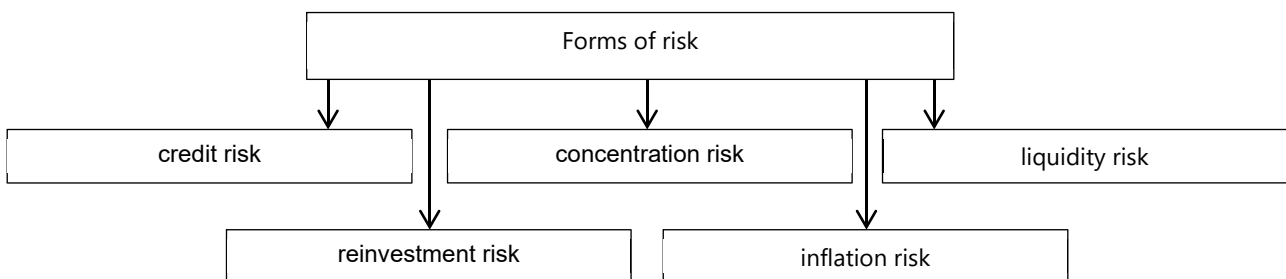 Forms of risk
credit risk
concentration risk
liquidity risk
reinvestment risk
inflation risk